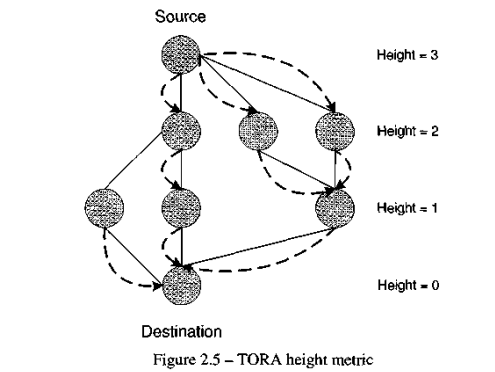 Source
Height = 3
Height = 2
Height = 1
Height = 0
Destination
Figure 2.5 – TORA height metric